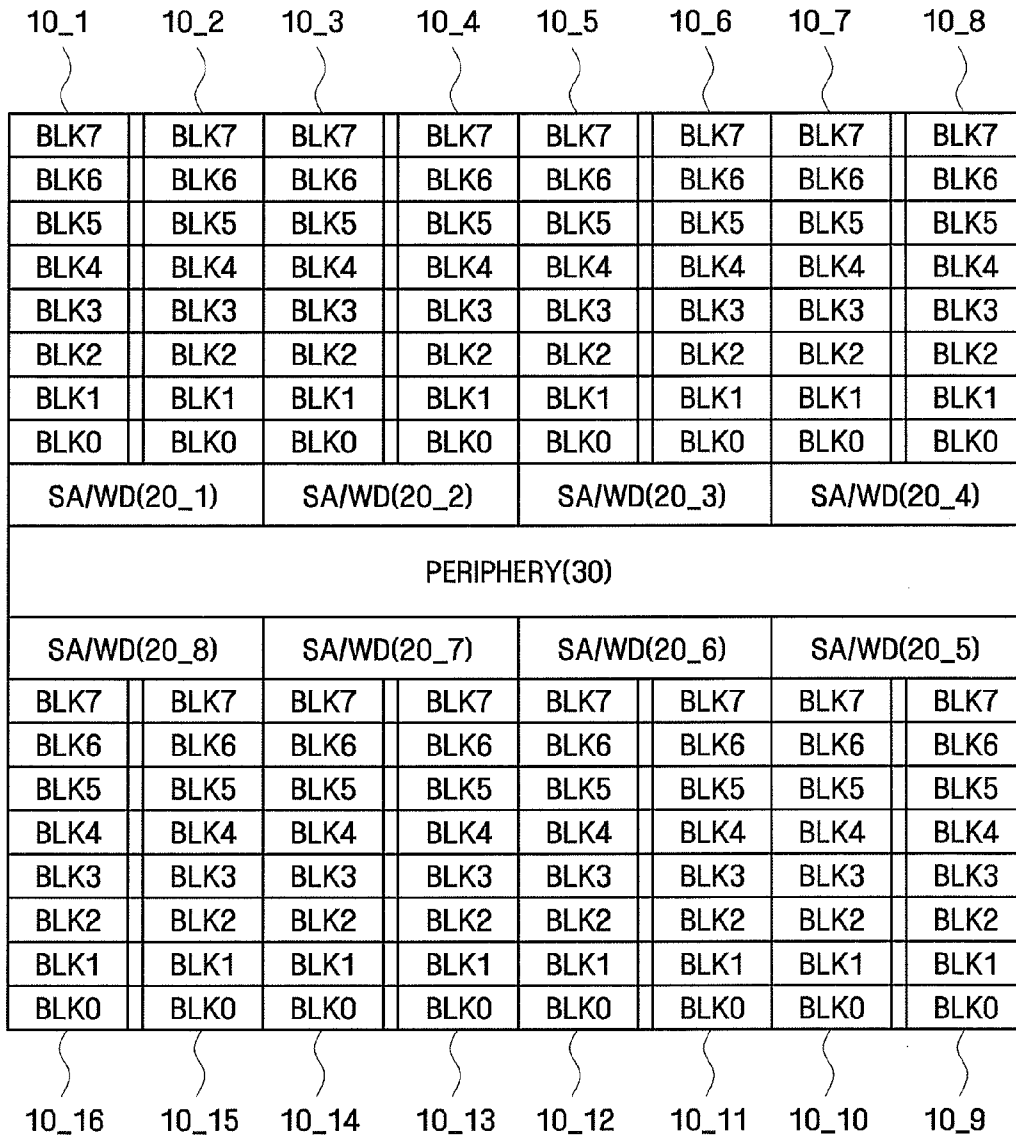 10_1 10_2 10_3 10_4 10_5 10_6 10_7 10_8
BLK7 BLK7 BLK7 BLK7 BLK7 BLK7 BLK7 BLK7
BLK6 BLK6 BLK6 BLK6 BLK6 BLK6 BLK6 BLK6
BLK5 BLK5 BLK5 BLK5 BLK5 BLK5 BLK5 BLK5
BLK4 BLK4 BLK4 BLK4 BLK4 BLK4 BLK4 BLK4
BLK3 BLK3 BLK3 BLK3 BLK3 BLK3 BLK3 BLK3
BLK2 BLK2 BLK2 BLK2 BLK2 BLK2 BLK2 BLK2
BLK1 BLK1 BLK1 BLK1 BLK1 BLK1 BLK1 BLK1
BLK0 BLK0 BLK0 BLK0 BLK0 BLK0 BLK0 BLK0
SA/WD(20_1) SA/WD(20_2) SA/WD(20_3) SA/WD(20_4)
PERIPHERY(30)
SA/WD(20_8) SA/WD(20_7) SA/WD(20_6) SA/WD(20_5)
BLK7 BLK7 BLK7 BLK7 BLK7 BLK7 BLK7 BLK7
BLK6 BLK6 BLK6 BLK6 BLK6 BLK6 BLK6 BLK6
BLK5 BLK5 BLK5 BLK5 BLK5 BLK5 BLK5 BLK5
BLK4 BLK4 BLK4 BLK4 BLK4 BLK4 BLK4 BLK4
BLK3 BLK3 BLK3 BLK3 BLK3 BLK3 BLK3 BLK3
BLK2 BLK2 BLK2 BLK2 BLK2 BLK2 BLK2 BLK2
BLK1 BLK1 BLK1 BLK1 BLK1 BLK1 BLK1 BLK1
BLK0 BLK0 BLK0 BLK0 BLK0 BLK0 BLK0 BLK0
10_16 10_15 10_14 10_13 10_12 10_11 10_10 10_9